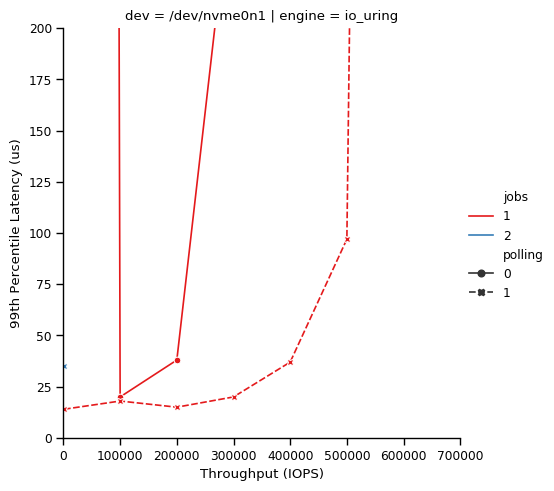 dev = /dev/nvme0n1 | engine = io_uring
200
175
150
125
100
75
50
25
0
99th Percentile Latency (us)
0 100000 200000 300000 400000 500000 600000 700000
Throughput (IOPS)
jobs
1
2
polling
0
1